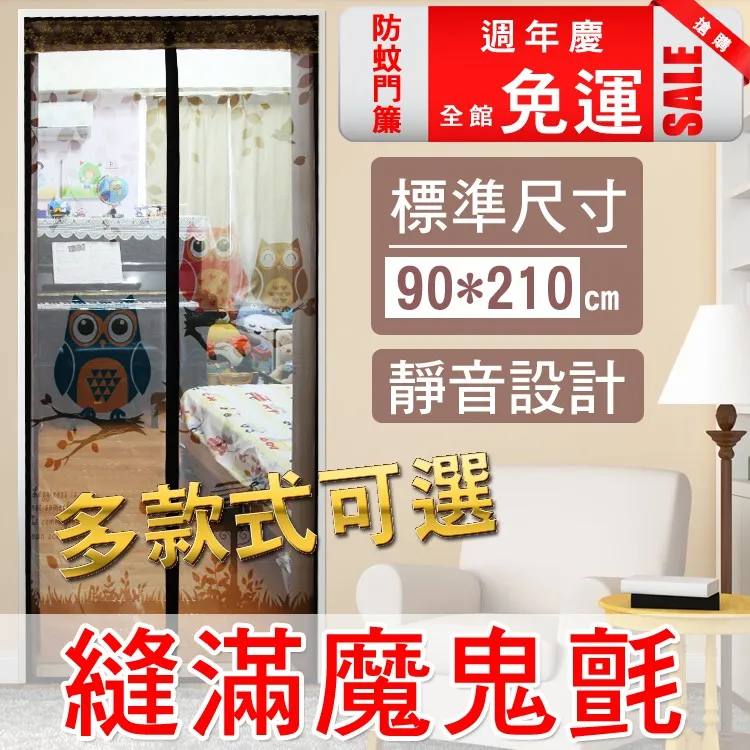 防蚊門簾
週年慶
全館免運
SALE
搶購
標準尺寸
90*210cm
靜音設計
多款式可選
縫滿魔鬼氈